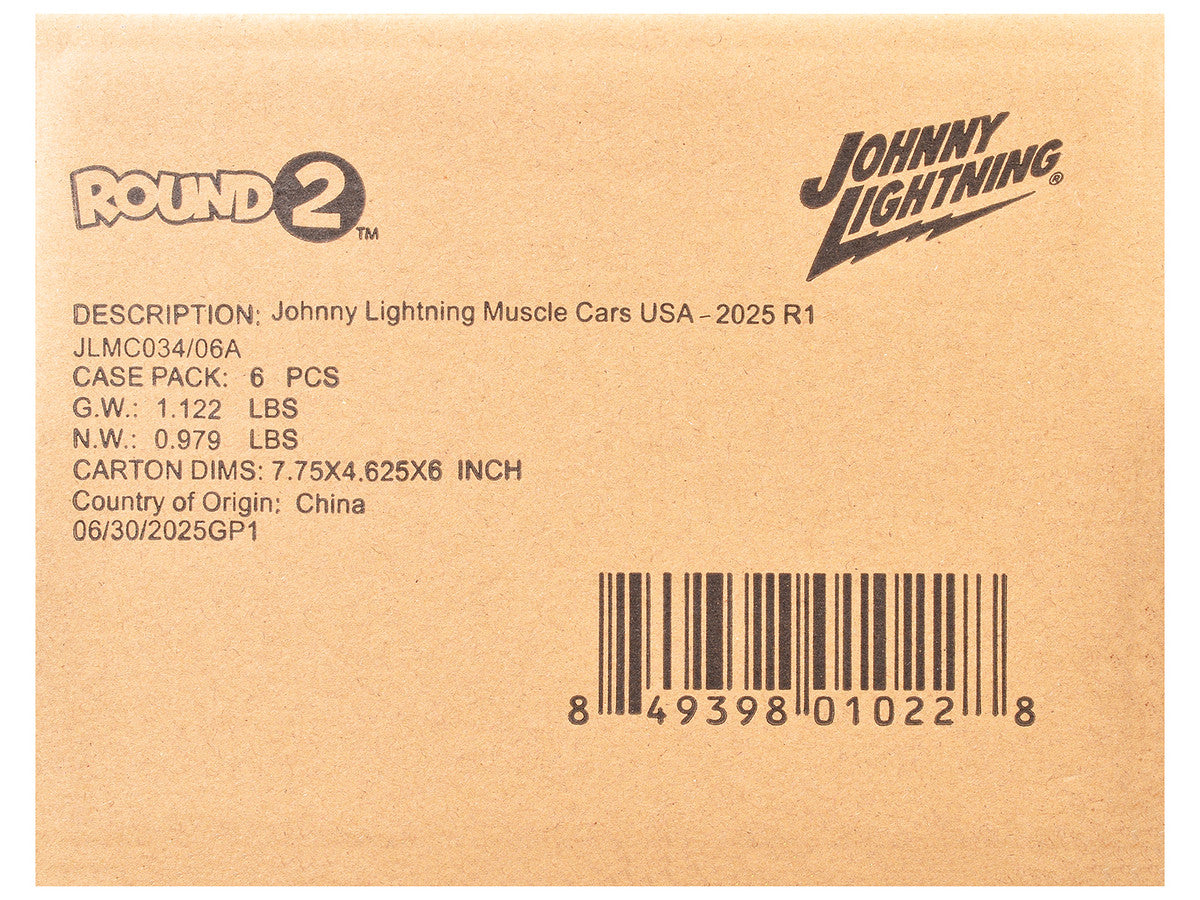 ROUND 2 TM
JOHNNY
LIGHTNING ®
DESCRIPTION: Johnny Lightning Muscle Cars USA - 2025 R1
JLMC034/06A
CASE PACK: 6 PCS
G.W.: 1.122 LBS
N.W.: 0.979 LBS
CARTON DIMS: 7.75X4.625X6 INCH
Country of Origin: China
06/30/2025GP1
8 49398 01022 8